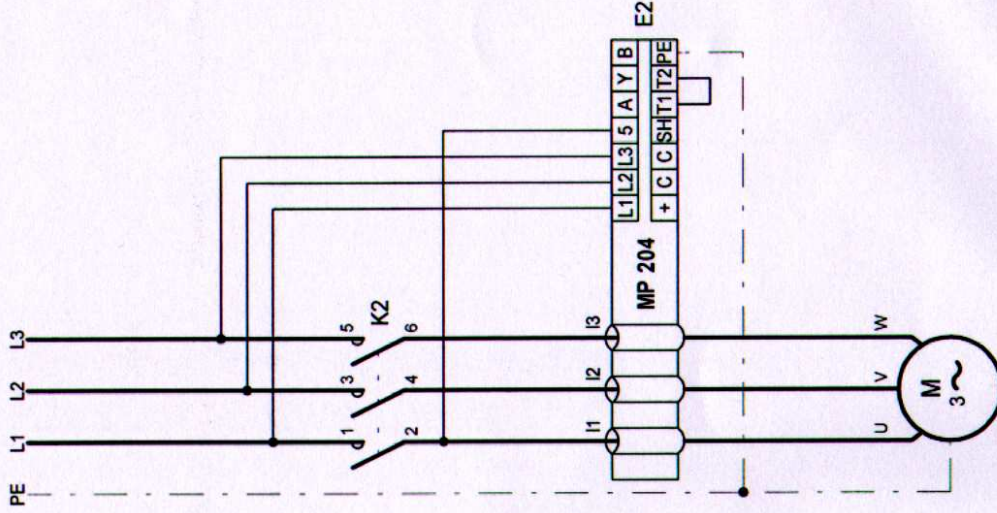 PE
L1
L2
L3
1
3
5
K2
2
4
6
I1
I2
I3
MP 204
L1 L2 L3 5 A Y B
+ C C SH T1 T2 PE
E2
U
V
W
M
3~